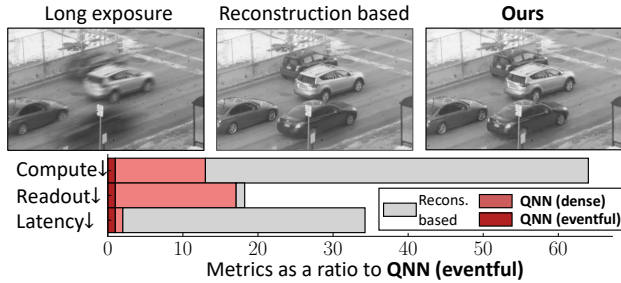 Long exposure
Reconstruction based
Ours
Compute↓
Readout↓
Latency↓
Recons. based
QNN (dense)
QNN (eventful)
0 10 20 30 40 50 60
Metrics as a ratio to QNN (eventful)